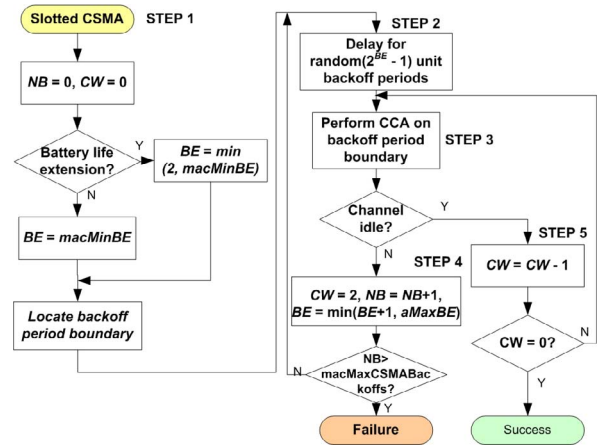 Slotted CSMA
STEP 1
NB = 0, CW = 0
Battery life
extension?
Y
BE = min
(2, macMinBE)
N
BE = macMinBE
Locate backoff
period boundary
STEP 2
Delay for
random(2^BE - 1) unit
backoff periods
Perform CCA on
backoff period
boundary
STEP 3
Channel
idle?
Y
N
STEP 4
CW = 2, NB = NB+1,
BE = min(BE+1, aMaxBE)
NB>
macMaxCSMABac
koffs?
N
Y
Failure
STEP 5
CW = CW - 1
CW = 0?
N
Y
Success